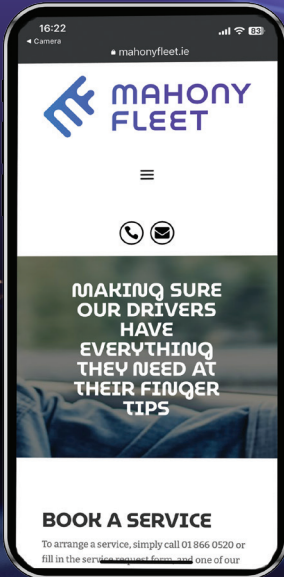 16:22
83
◂ Camera
mahonyfleet.ie
MAHONY
FLEET
MAKING SURE
OUR DRIVERS
HAVE
EVERYTHING
THEY NEED AT
THEIR FINGER
TIPS
BOOK A SERVICE
To arrange a service, simply call 01 866 0520 or
fill in the service request form, and one of our